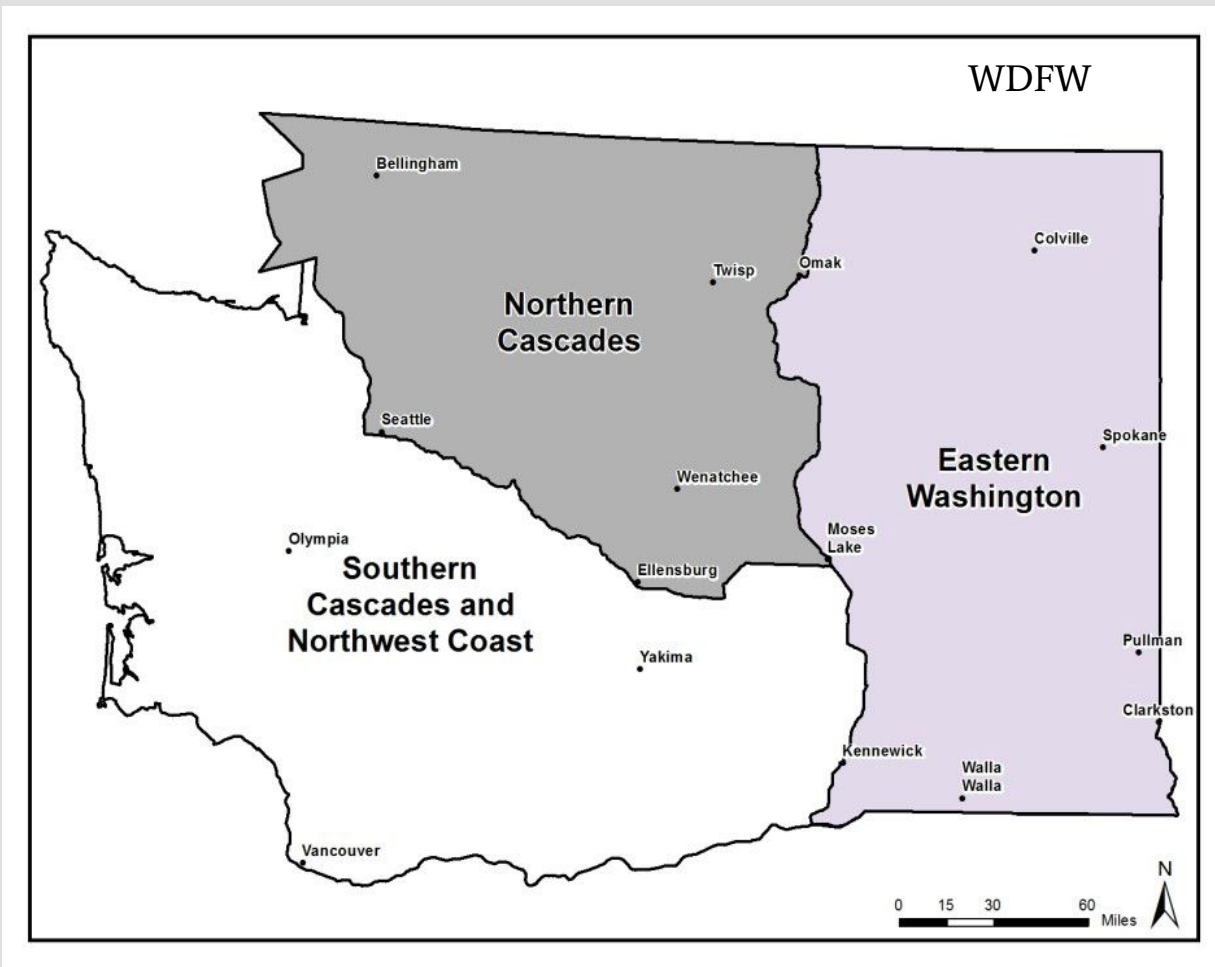 WDFW
Bellingham
Colville
Twisp
Omak
Northern
Cascades
Seattle
Spokane
Eastern
Washington
Wenatchee
Moses
Lake
Olympia
Southern
Cascades and
Northwest Coast
Ellensburg
Pullman
Yakima
Clarkston
Kennewick
Walla
Walla
Vancouver
N
0 15 30 60
Miles